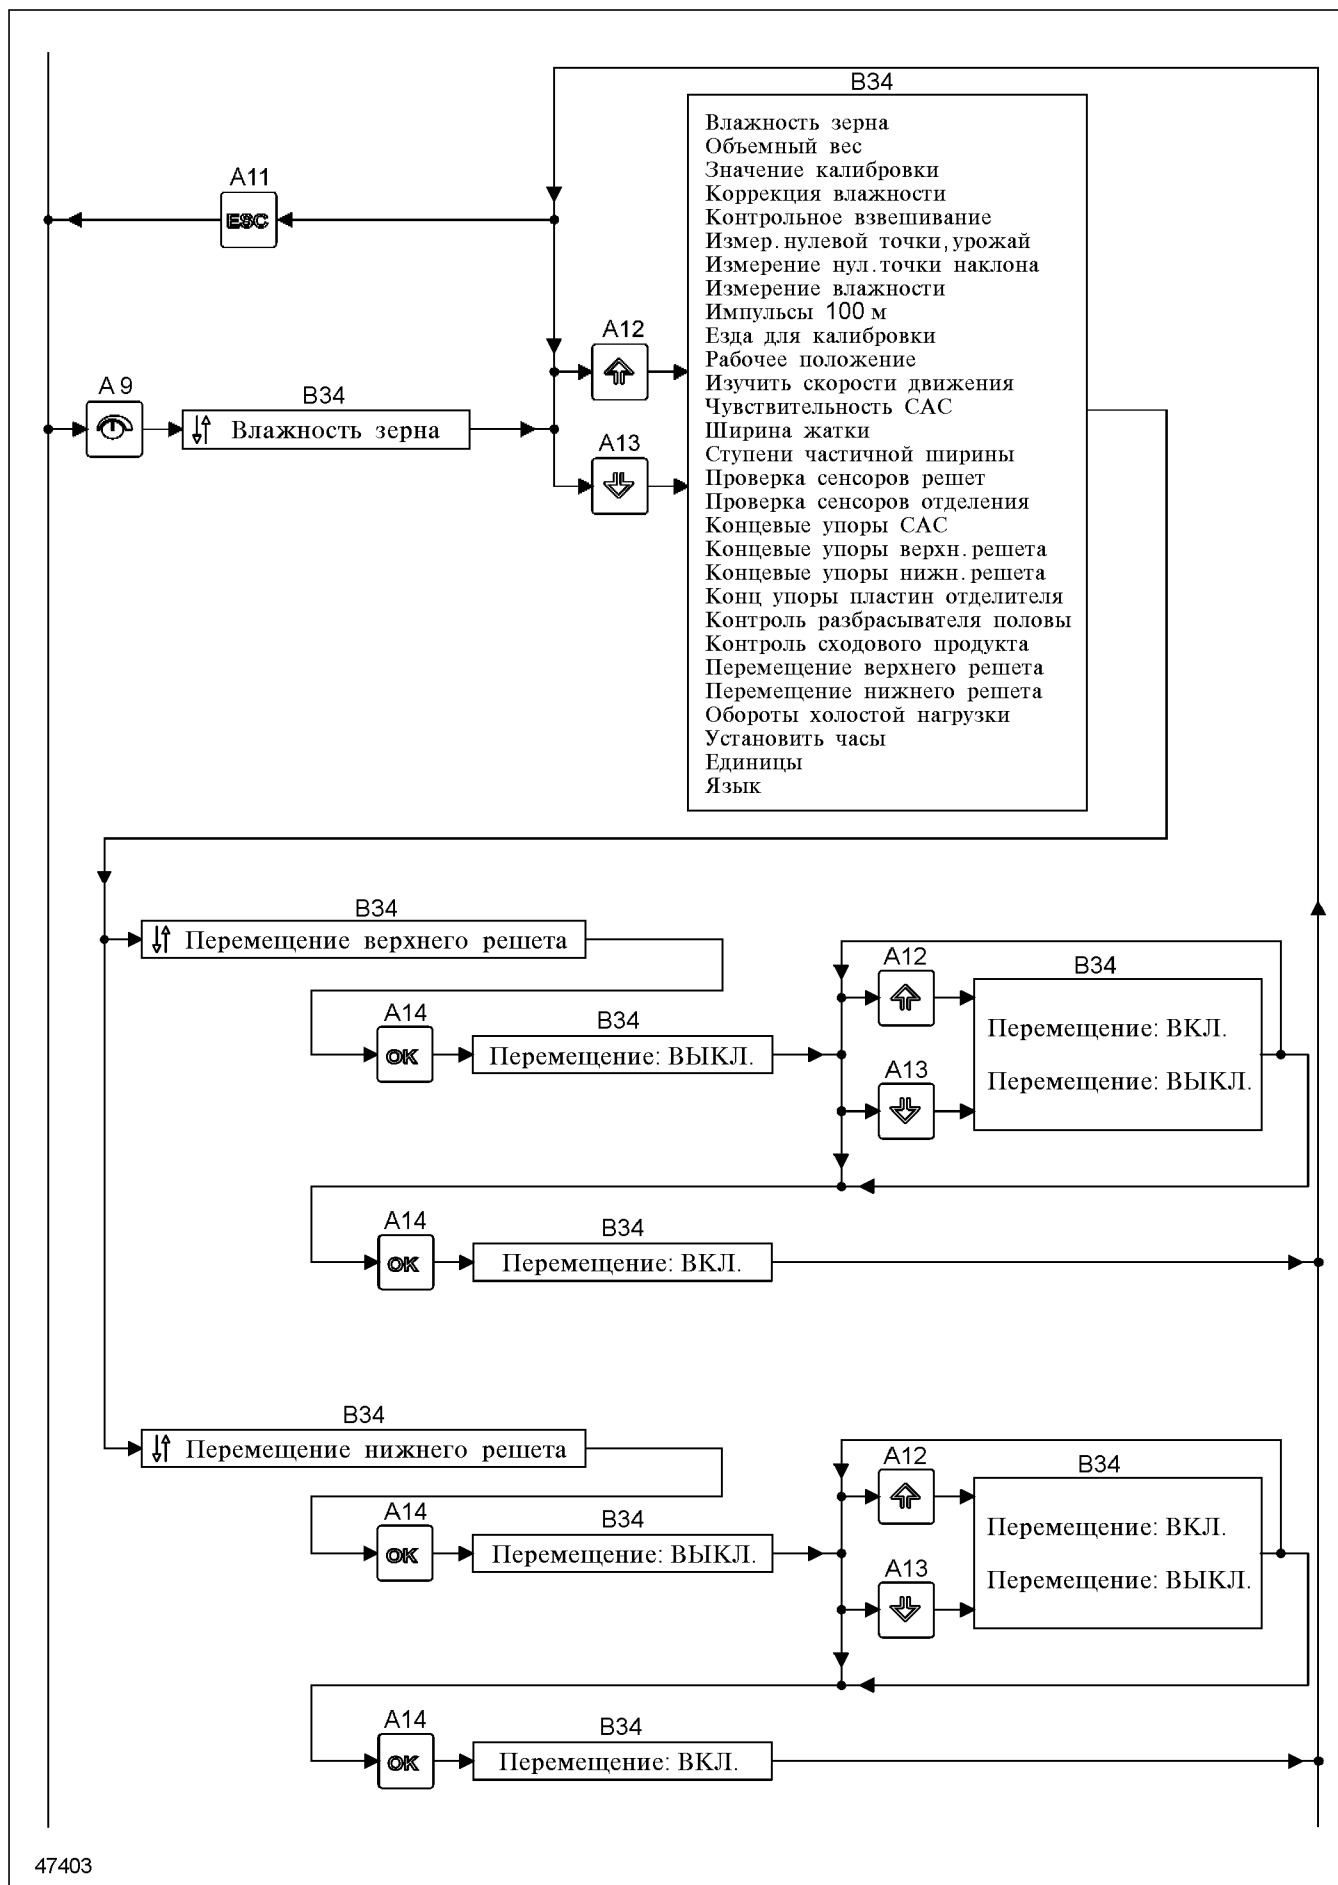 B34
Влажность зерна
Объемный вес
Значение калибровки
Коррекция влажности
Контрольное взвешивание
Измер.нулевой точки,урожай
Измерение нул.точки наклона
Измерение влажности
Импульсы 100 м
Езда для калибровки
Рабочее положение
Изучить скорости движения
Чувствительность САС
Ширина жатки
Ступени частичной ширины
Проверка сенсоров решет
Проверка сенсоров отделения
Концевые упоры САС
Концевые упоры верхн.решета
Концевые упоры нижн.решета
Конц упоры пластин отделителя
Контроль разбрасывателя половы
Контроль сходового продукта
Перемещение верхнего решета
Перемещение нижнего решета
Обороты холостой нагрузки
Установить часы
Единицы
Язык
A11
ESC
A12
A 9
B34
Влажность зерна
A13
B34
Перемещение верхнего решета
A14
OK
B34
Перемещение: ВЫКЛ.
A12
A13
B34
Перемещение: ВКЛ.
Перемещение: ВЫКЛ.
A14
OK
B34
Перемещение: ВКЛ.
B34
Перемещение нижнего решета
A14
OK
B34
Перемещение: ВЫКЛ.
A12
A13
B34
Перемещение: ВКЛ.
Перемещение: ВЫКЛ.
A14
OK
B34
Перемещение: ВКЛ.
47403